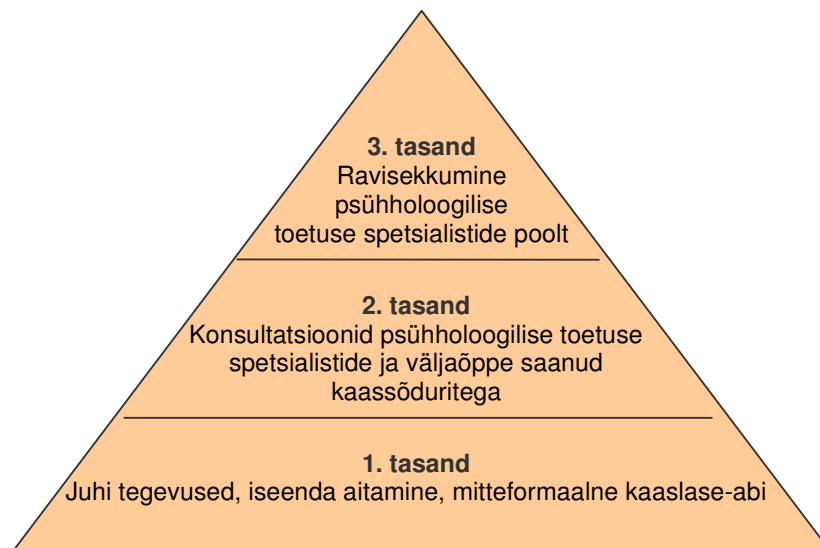 3. tasand
Ravisekkumine
psühholoogilise
toetuse spetsialistide poolt
2. tasand
Konsultatsioonid psühholoogilise toetuse
spetsialistide ja väljaõppe saanud
kaassõduritega
1. tasand
Juhi tegevused, iseenda aitamine, mitteformaalne kaaslase-abi